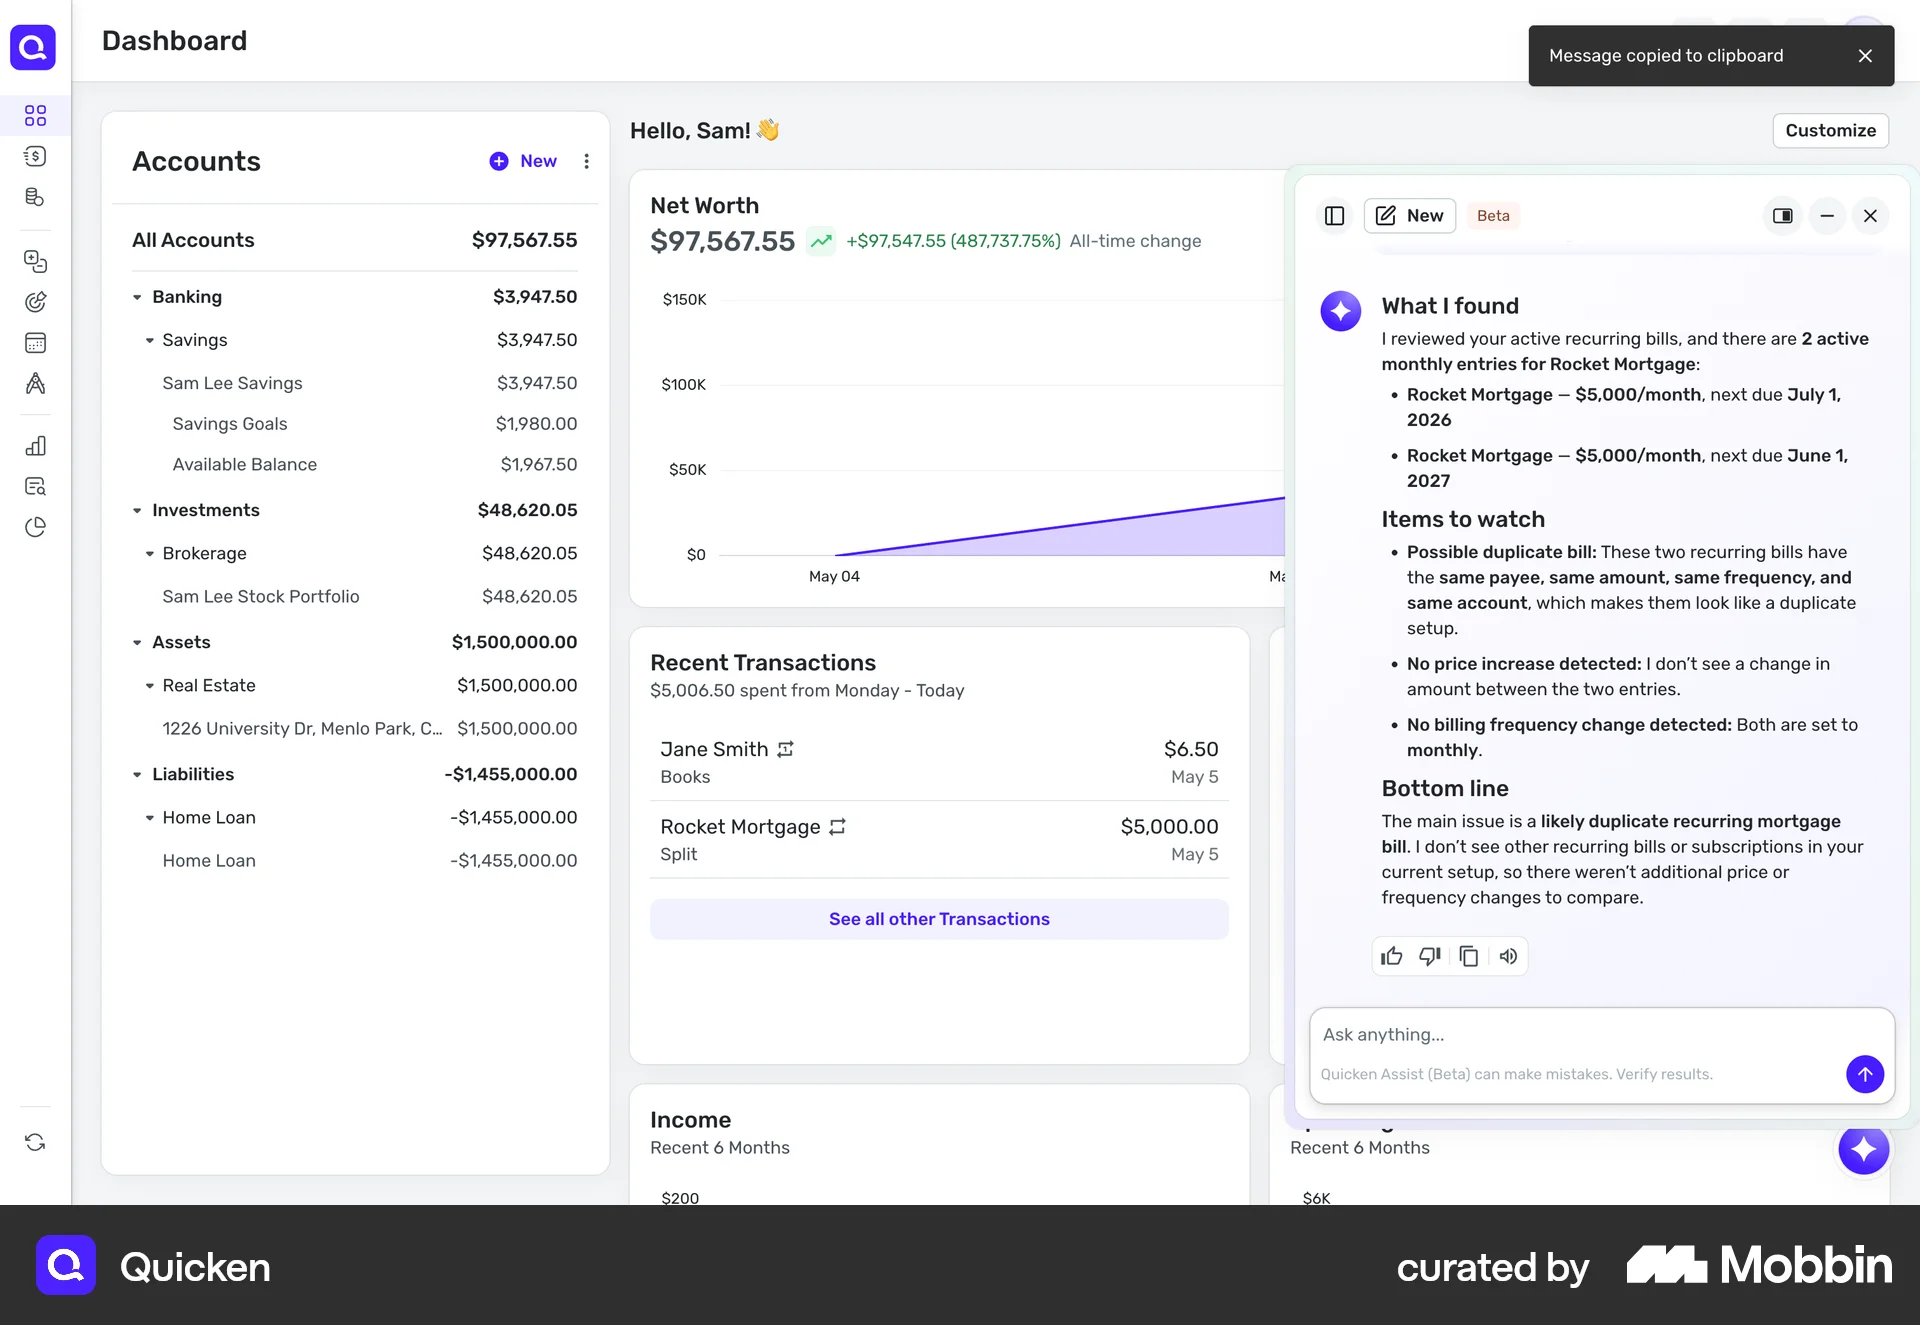 Dashboard
Message copied to clipboard
Accounts
New
All Accounts $97,567.55
Banking $3,947.50
Savings $3,947.50
Sam Lee Savings $3,947.50
Savings Goals $1,980.00
Available Balance $1,967.50
Investments $48,620.05
Brokerage $48,620.05
Sam Lee Stock Portfolio $48,620.05
Assets $1,500,000.00
Real Estate $1,500,000.00
1226 University Dr, Menlo Park, C... $1,500,000.00
Liabilities -$1,455,000.00
Home Loan -$1,455,000.00
Home Loan -$1,455,000.00
Hello, Sam! 👋
Customize
Net Worth
$97,567.55 +$97,547.55 (487,737.75%) All-time change
$150K
$100K
$50K
$0
May 04
Recent Transactions
$5,006.50 spent from Monday - Today
Jane Smith $6.50
Books May 5
Rocket Mortgage $5,000.00
Split May 5
See all other Transactions
Income
Recent 6 Months
$200
Recent 6 Months
$6K
New
Beta
What I found
I reviewed your active recurring bills, and there are 2 active
monthly entries for Rocket Mortgage:
• Rocket Mortgage – $5,000/month, next due July 1,
2026
• Rocket Mortgage – $5,000/month, next due June 1,
2027
Items to watch
• Possible duplicate bill: These two recurring bills have
the same payee, same amount, same frequency, and
same account, which makes them look like a duplicate
setup.
• No price increase detected: I don't see a change in
amount between the two entries.
• No billing frequency change detected: Both are set to
monthly.
Bottom line
The main issue is a likely duplicate recurring mortgage
bill. I don't see other recurring bills or subscriptions in your
current setup, so there weren't additional price or
frequency changes to compare.
Ask anything...
Quicken Assist (Beta) can make mistakes. Verify results.
Quicken
curated by Mobbin